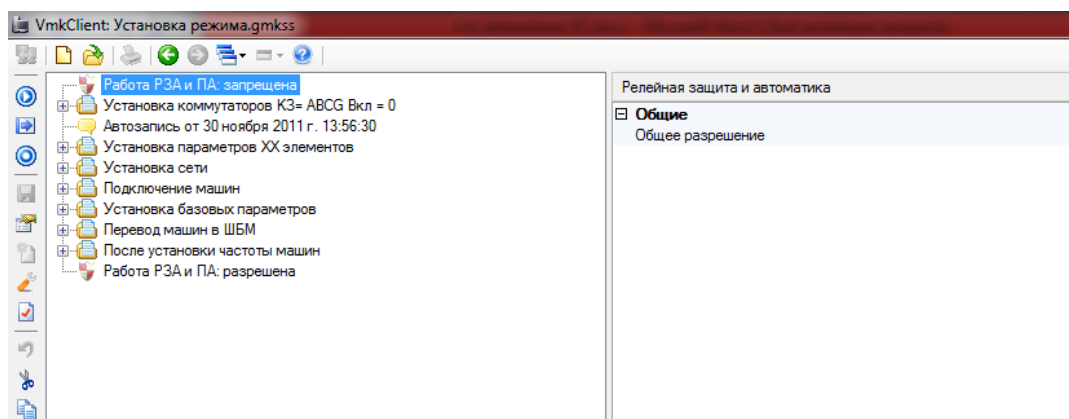 VmkClient: Установка режима.gmkss
Работа РЗА и ПА: запрещена
Установка коммутаторов КЗ= ABCG Вкл = 0
Автозапись от 30 ноября 2011 г. 13:56:30
Установка параметров ХХ элементов
Установка сети
Подключение машин
Установка базовых параметров
Перевод машин в ШБМ
После установки частоты машин
Работа РЗА и ПА: разрешена
Релейная защита и автоматика
Общие
Общее разрешение